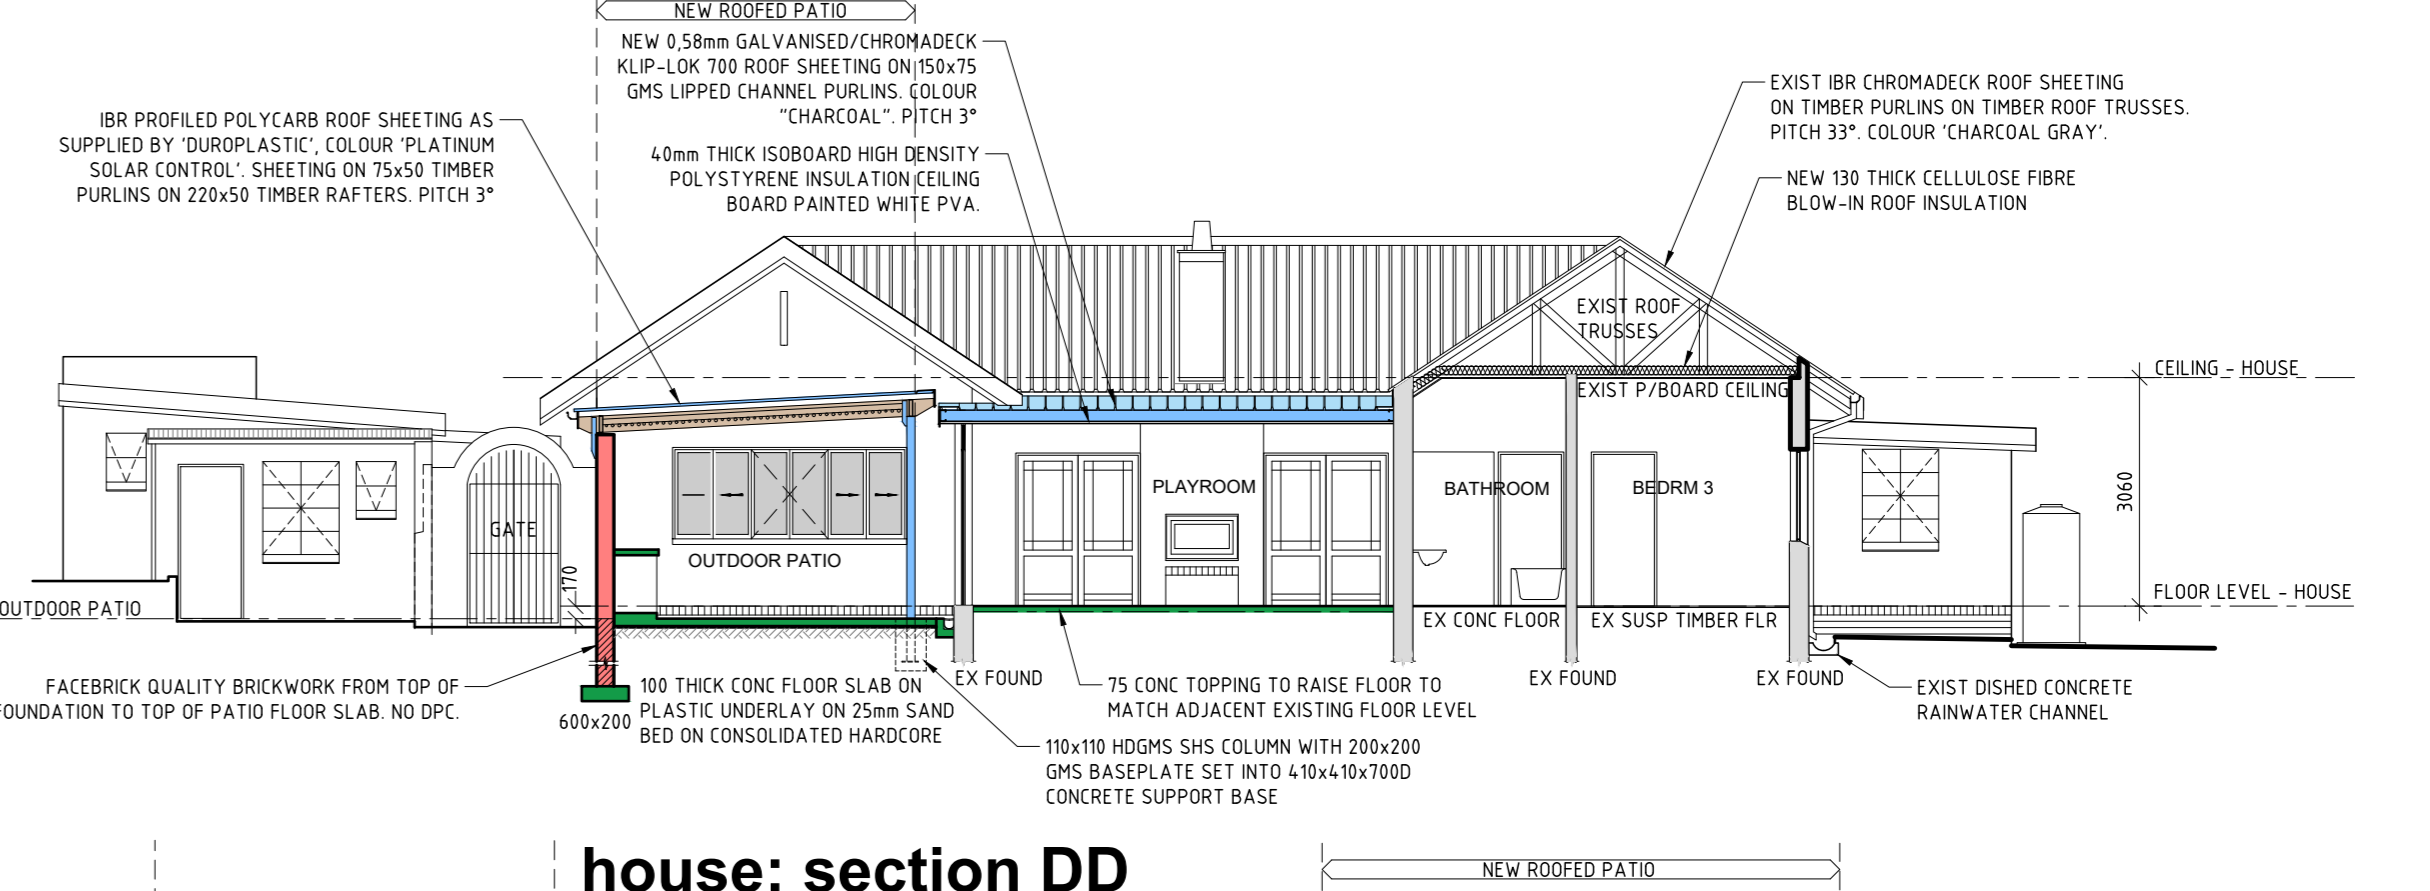 NEW ROOFED PATIO
NEW 0,58mm GALVANISED/CHROMADECK
KLIP-LOK 700 ROOF SHEETING ON 150x75
GMS LIPPED CHANNEL PURLINS. COLOUR
"CHARCOAL". PITCH 3°
40mm THICK ISOBOARD HIGH DENSITY
POLYSTYRENE INSULATION CEILING
BOARD PAINTED WHITE PVA.
IBR PROFILED POLYCARB ROOF SHEETING AS
SUPPLIED BY 'DUROPLASTIC', COLOUR 'PLATINUM
SOLAR CONTROL'. SHEETING ON 75x50 TIMBER
PURLINS ON 220x50 TIMBER RAFTERS. PITCH 3°
EXIST IBR CHROMADECK ROOF SHEETING
ON TIMBER PURLINS ON TIMBER ROOF TRUSSES.
PITCH 33°. COLOUR 'CHARCOAL GRAY'.
NEW 130 THICK CELLULOSE FIBRE
BLOW-IN ROOF INSULATION
EXIST ROOF
TRUSSES
EXIST P/BOARD CEILING
CEILING - HOUSE
3060
FLOOR LEVEL - HOUSE
GATE
170
OUTDOOR PATIO
OUTDOOR PATIO
PLAYROOM
BATHROOM
BEDRM 3
EX CONC FLOOR
EX SUSP TIMBER FLR
EX FOUND
EX FOUND
EX FOUND
FACEBRICK QUALITY BRICKWORK FROM TOP OF
FOUNDATION TO TOP OF PATIO FLOOR SLAB. NO DPC.
600x200
100 THICK CONC FLOOR SLAB ON
PLASTIC UNDERLAY ON 25mm SAND
BED ON CONSOLIDATED HARDCORE
75 CONC TOPPING TO RAISE FLOOR TO
MATCH ADJACENT EXISTING FLOOR LEVEL
110x110 HDGMS SHS COLUMN WITH 200x200
GMS BASEPLATE SET INTO 410x410x700D
CONCRETE SUPPORT BASE
EXIST DISHED CONCRETE
RAINWATER CHANNEL
house: section DD
NEW ROOFED PATIO